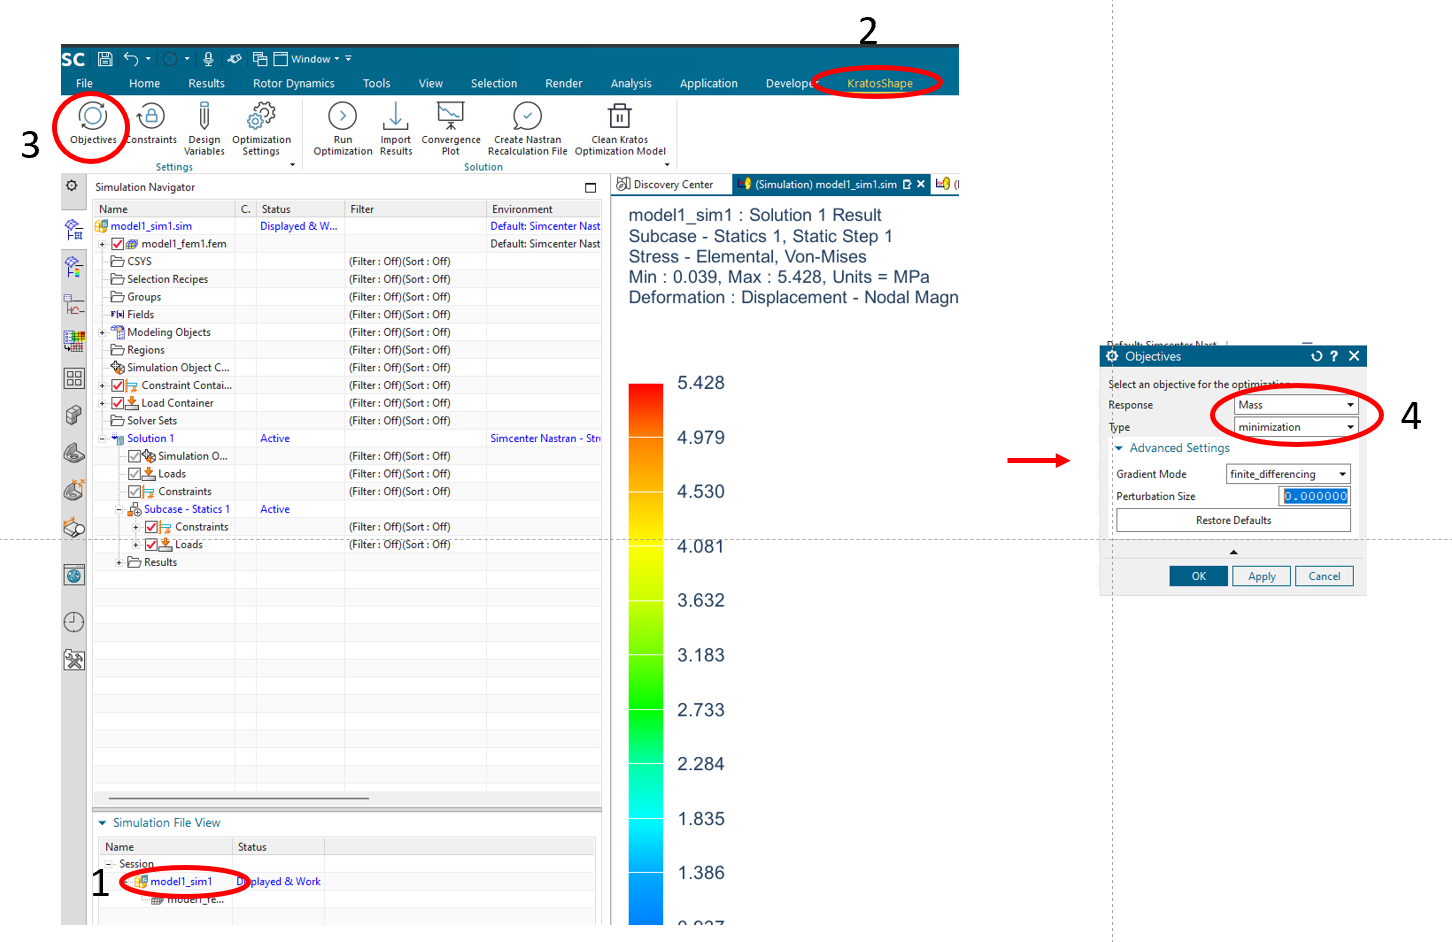 2
SC Window
File Home Results Rotor Dynamics Tools View Selection Render Analysis Application Developer KratosShape
3
Objectives Constraints Design Variables Optimization Settings Run Optimization Import Results Convergence Plot Create Nastran Recalculation File Clean Kratos Optimization Model
Settings Solution
Simulation Navigator
Discovery Center (Simulation) model1_sim1.sim
Name C. Status Filter Environment
model1_sim1.sim Displayed & W... Default: Simcenter Nast
model1_fem1.fem Default: Simcenter Nast
CSYS (Filter : Off)(Sort : Off)
Selection Recipes (Filter : Off)(Sort : Off)
Groups (Filter : Off)(Sort : Off)
Fields (Filter : Off)(Sort : Off)
Modeling Objects (Filter : Off)(Sort : Off)
Regions (Filter : Off)(Sort : Off)
Simulation Object C... (Filter : Off)(Sort : Off)
Constraint Contai... (Filter : Off)(Sort : Off)
Load Container (Filter : Off)(Sort : Off)
Solver Sets (Filter : Off)(Sort : Off)
Solution 1 Active Simcenter Nastran - Str
Simulation O... (Filter : Off)(Sort : Off)
Loads (Filter : Off)(Sort : Off)
Constraints (Filter : Off)(Sort : Off)
Subcase - Statics 1 Active
Constraints (Filter : Off)(Sort : Off)
Loads (Filter : Off)(Sort : Off)
Results
Simulation File View
Name Status
Session
1
model1_sim1 Displayed & Work
model1_fe...
model1_sim1 : Solution 1 Result
Subcase - Statics 1, Static Step 1
Stress - Elemental, Von-Mises
Min : 0.039, Max : 5.428, Units = MPa
Deformation : Displacement - Nodal Magn
5.428
4.979
4.530
4.081
3.632
3.183
2.733
2.284
1.835
1.386
0.937
Default: Simcenter Nast
Objectives
Select an objective for the optimization
Response Mass
Type minimization
4
Advanced Settings
Gradient Mode finite_differencing
Perturbation Size 0.000000
Restore Defaults
OK Apply Cancel